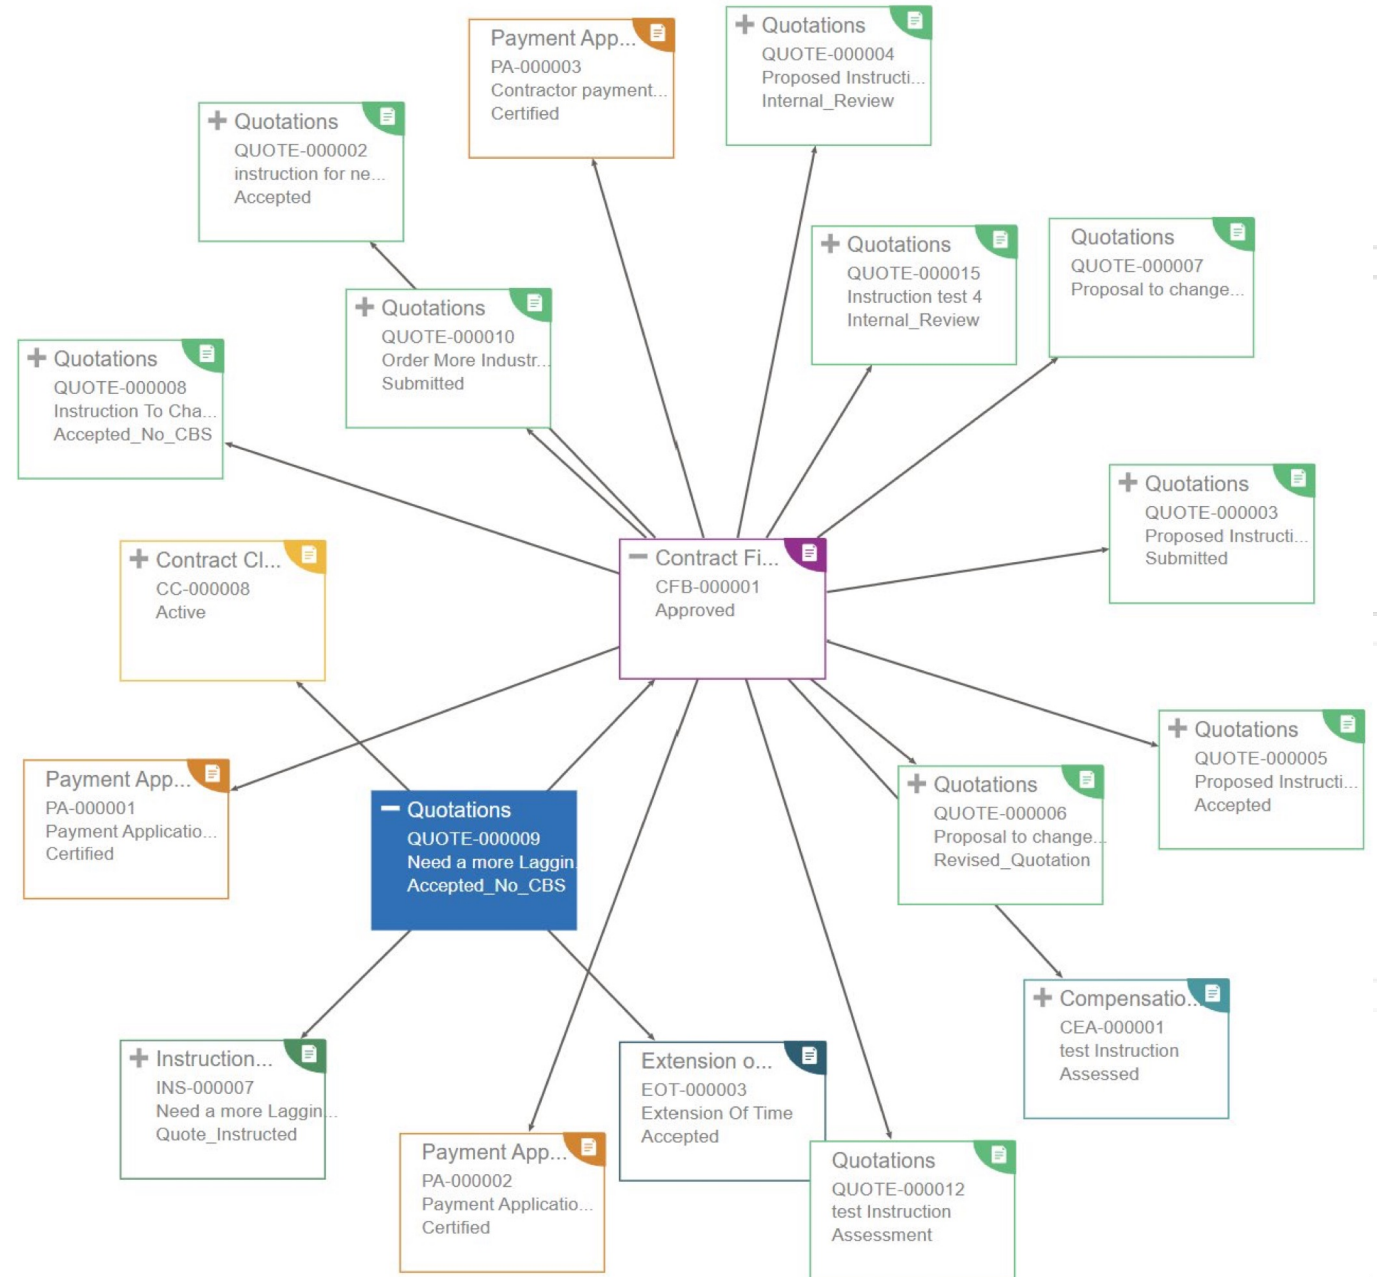 Payment App...
PA-000003
Contractor payment...
Certified
Quotations
QUOTE-000004
Proposed Instructi...
Internal_Review
Quotations
QUOTE-000002
instruction for ne...
Accepted
Quotations
QUOTE-000015
Instruction test 4
Internal_Review
Quotations
QUOTE-000007
Proposal to change...
Quotations
QUOTE-000010
Order More Industr...
Submitted
Quotations
QUOTE-000008
Instruction To Cha...
Accepted_No_CBS
Quotations
QUOTE-000003
Proposed Instructi...
Submitted
Contract Cl...
CC-000008
Active
Contract Fi...
CFB-000001
Approved
Quotations
QUOTE-000005
Proposed Instructi...
Accepted
Payment App...
PA-000001
Payment Applicatio...
Certified
Quotations
QUOTE-000009
Need a more Laggin.
Accepted_No_CBS
Quotations
QUOTE-000006
Proposal to change...
Revised_Quotation
Compensatio...
CEA-000001
test Instruction
Assessed
Instruction...
INS-000007
Need a more Laggin...
Quote_Instructed
Extension o...
EOT-000003
Extension Of Time
Accepted
Payment App...
PA-000002
Payment Applicatio...
Certified
Quotations
QUOTE-000012
test Instruction
Assessment